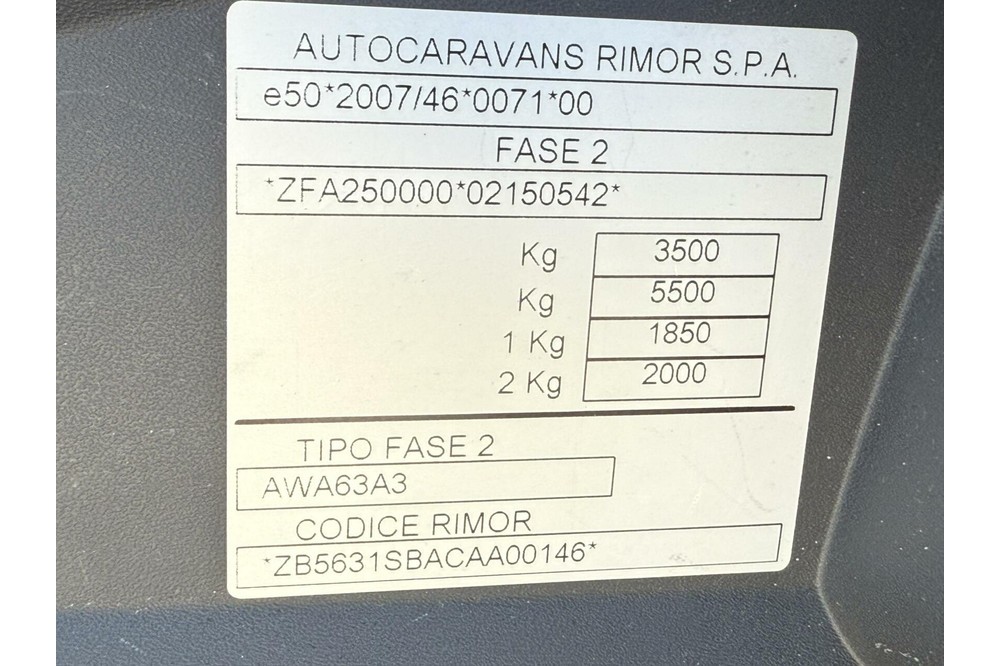 AUTOCARAVANS RIMOR S.P.A.
e50*2007/46*0071*00
FASE 2
*ZFA250000*02150542*
Kg 3500
Kg 5500
1 Kg 1850
2 Kg 2000
TIPO FASE 2
AWA63A3
CODICE RIMOR
*ZB5631SBACAA00146*